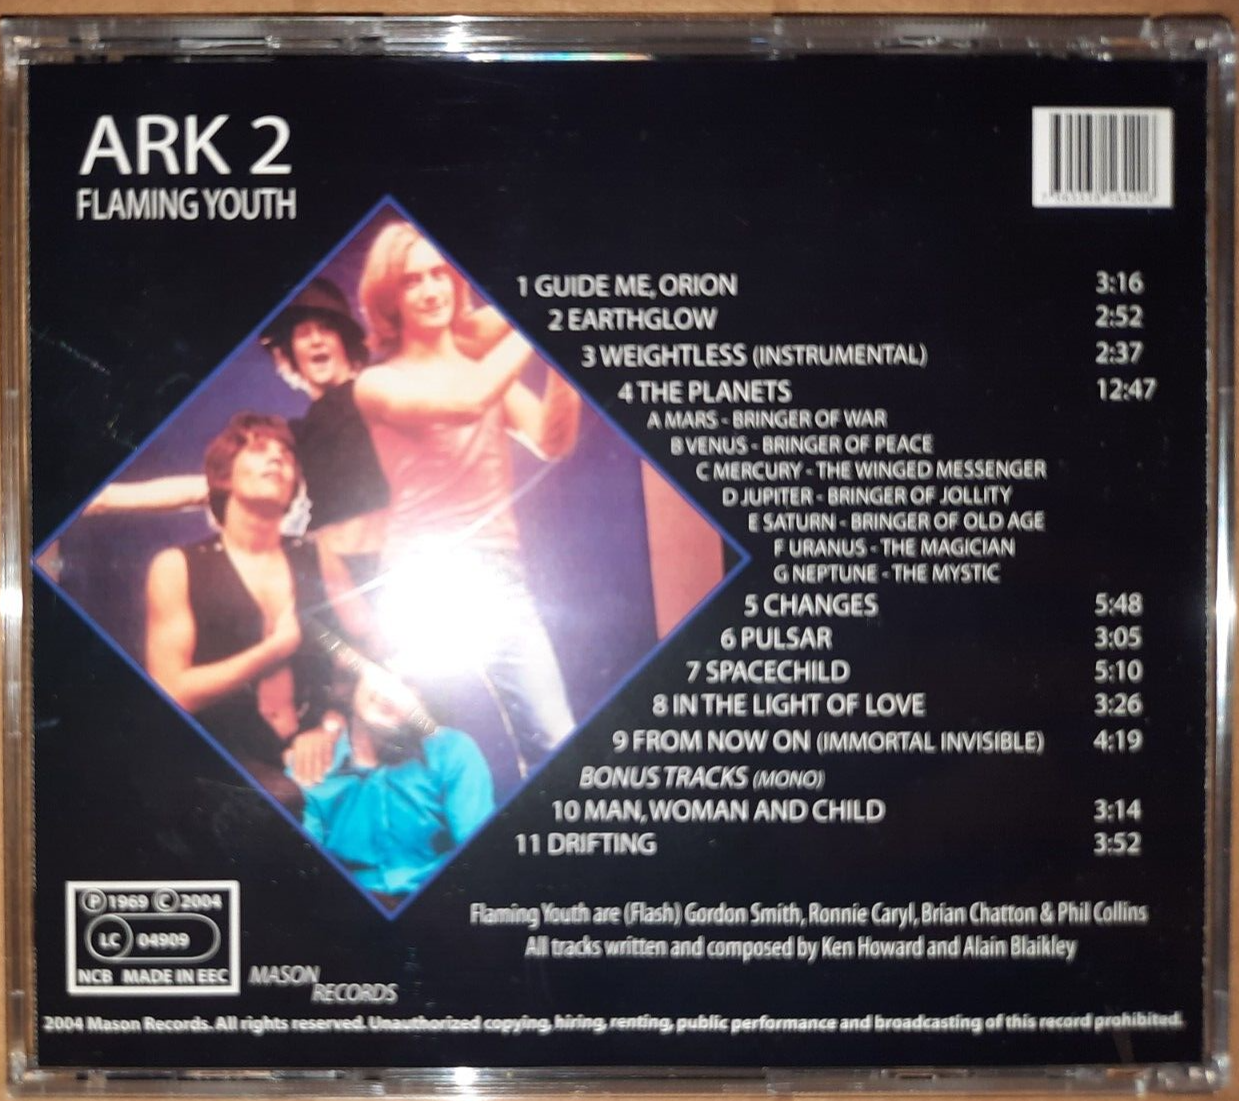 ARK 2
FLAMING YOUTH
1 GUIDE ME, ORION 3:16
2 EARTHGLOW 2:52
3 WEIGHTLESS (INSTRUMENTAL) 2:37
4 THE PLANETS 12:47
A MARS - BRINGER OF WAR
B VENUS - BRINGER OF PEACE
C MERCURY - THE WINGED MESSENGER
D JUPITER - BRINGER OF JOLLITY
E SATURN - BRINGER OF OLD AGE
F URANUS - THE MAGICIAN
G NEPTUNE - THE MYSTIC
5 CHANGES 5:48
6 PULSAR 3:05
7 SPACECHILD 5:10
8 IN THE LIGHT OF LOVE 3:26
9 FROM NOW ON (IMMORTAL INVISIBLE) 4:19
BONUS TRACKS (MONO)
10 MAN, WOMAN AND CHILD 3:14
11 DRIFTING 3:52
Flaming Youth are (Flash) Gordon Smith, Ronnie Caryl, Brian Chatton & Phil Collins
All tracks written and composed by Ken Howard and Alain Blaikley
Ⓟ 1969 © 2004
LC 04909
NCB MADE IN EEC
MASON
RECORDS
2004 Mason Records. All rights reserved. Unauthorized copying, hiring, renting, public performance and broadcasting of this record prohibited.